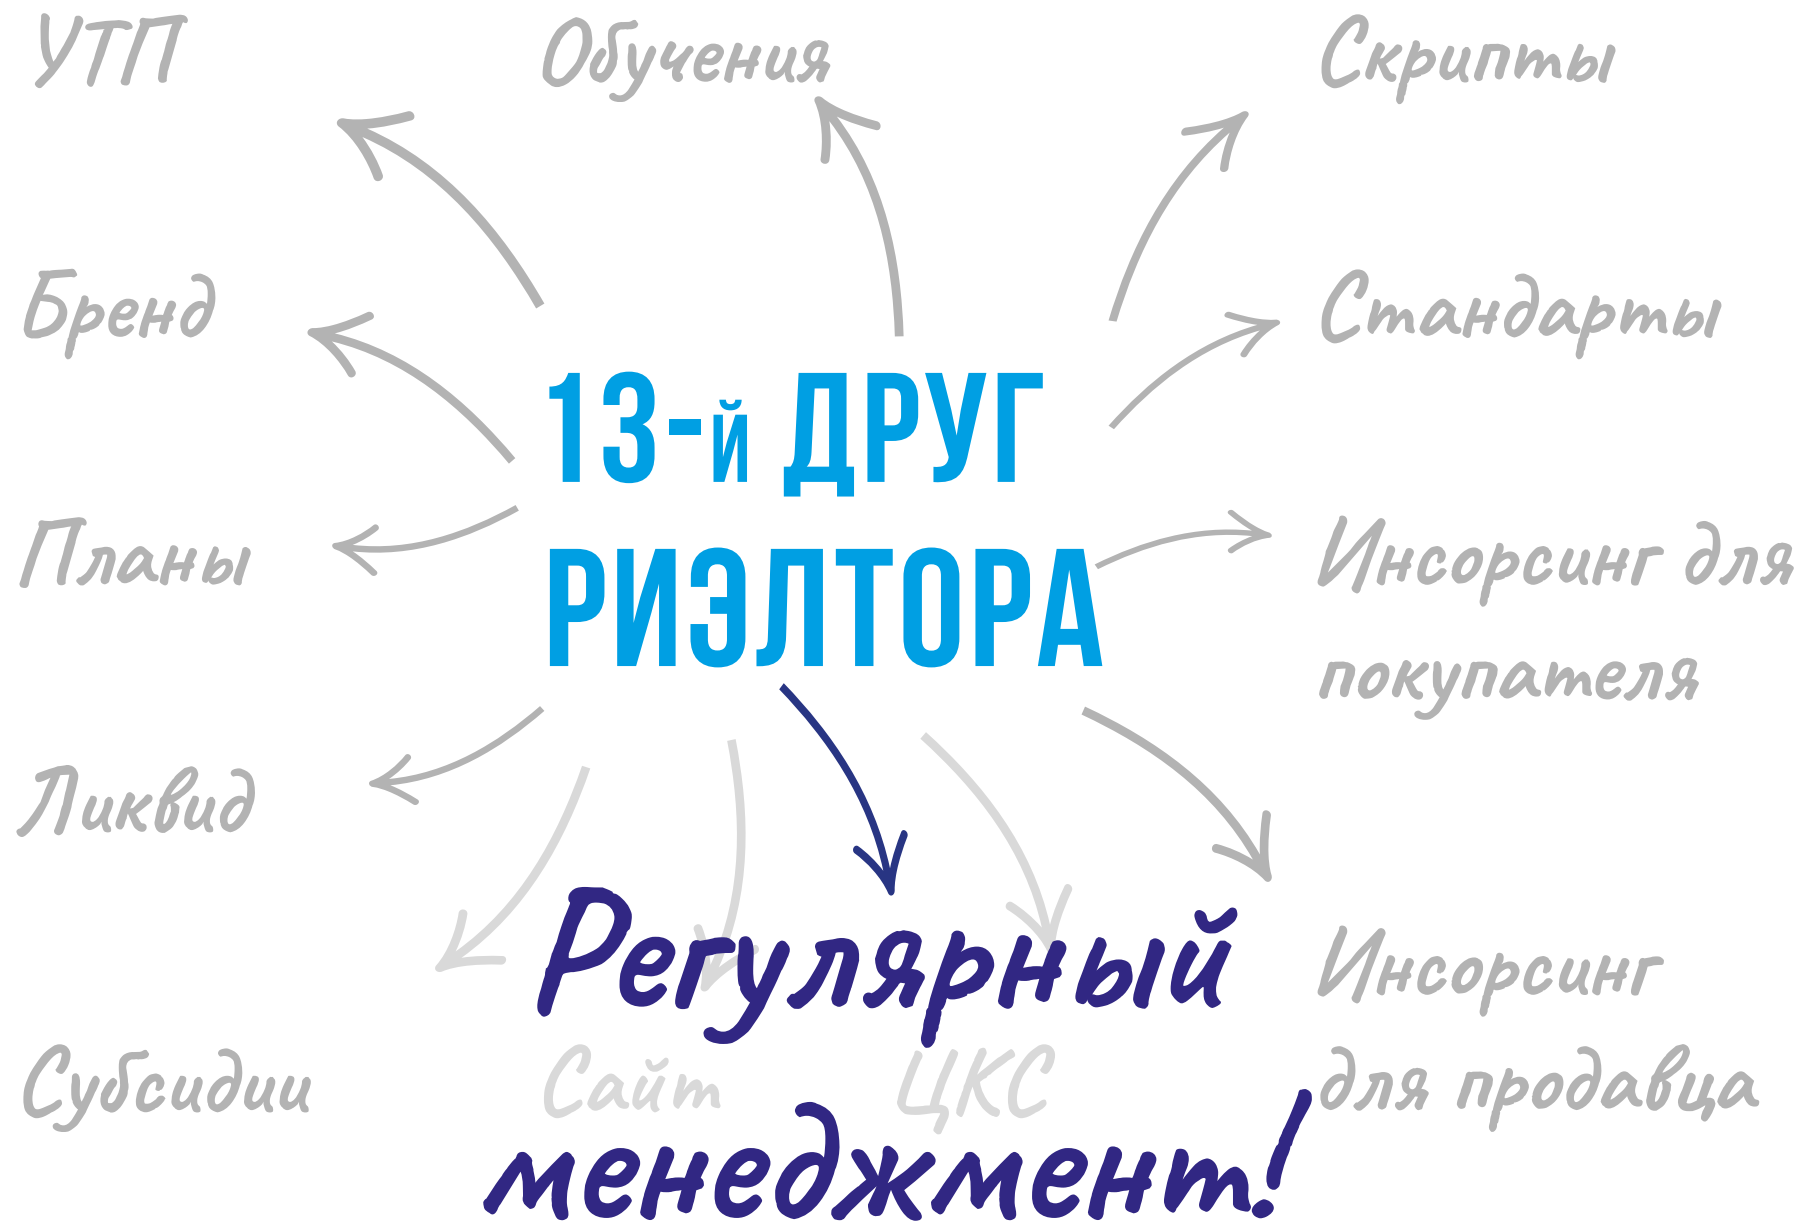 УТП
Обучения
Скрипты
Бренд
Стандарты
13-й ДРУГ
РИЭЛТОРА
Планы
Инсорсинг для
покупателя
Ликвид
Регулярный
менеджмент!
Инсорсинг
для продавца
Субсидии
Сайт
ЦКС